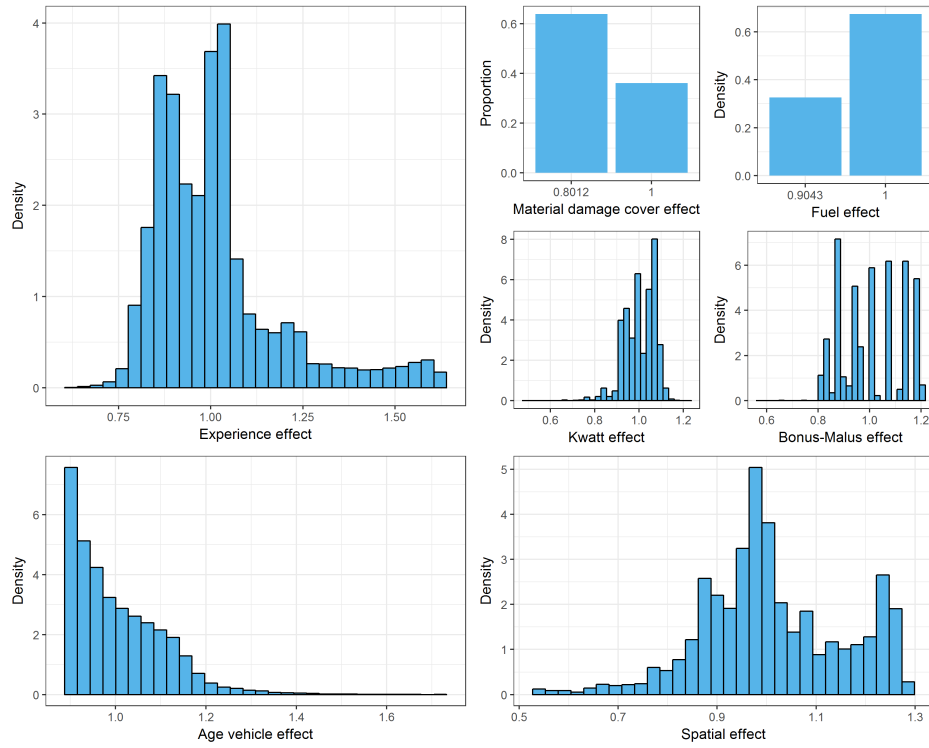 4
3
2
1
0
Density
0.75 1.00 1.25 1.50
Experience effect
0.6
0.4
0.2
0.0
Proportion
0.8012 1
Material damage cover effect
0.6
0.4
0.2
0.0
Density
0.9043 1
Fuel effect
8
6
4
2
0
Density
0.6 0.8 1.0 1.2
Kwatt effect
6
4
2
0
Density
0.6 0.8 1.0 1.2
Bonus-Malus effect
6
4
2
0
Density
1.0 1.2 1.4 1.6
Age vehicle effect
5
4
3
2
1
0
Density
0.5 0.7 0.9 1.1 1.3
Spatial effect